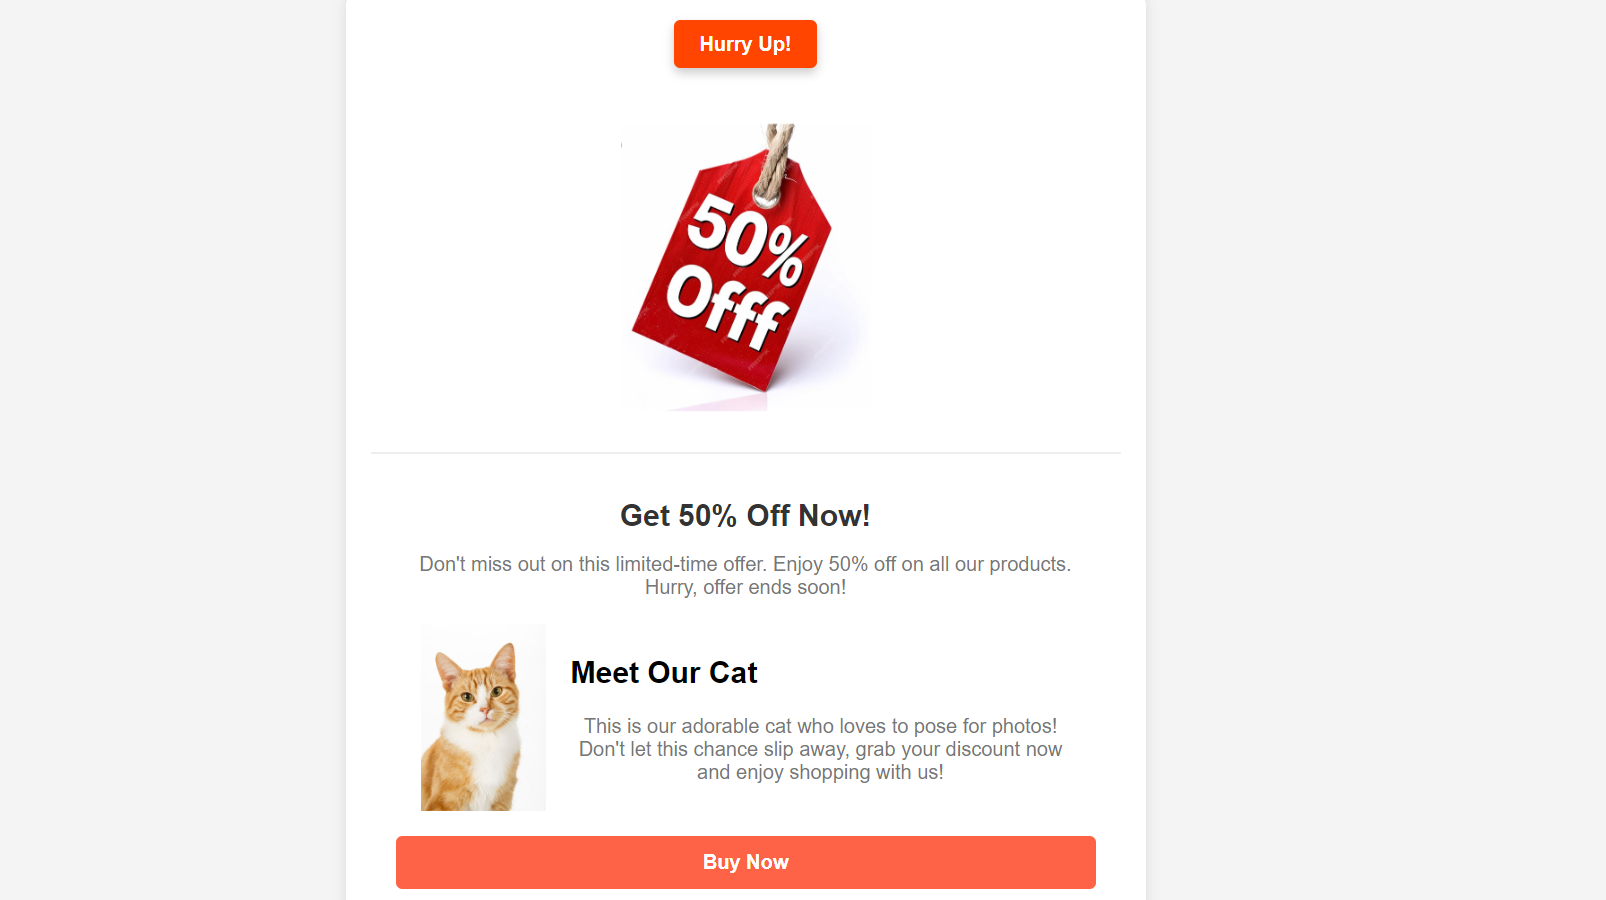 Hurry Up!
50%
Offf
Get 50% Off Now!
Don't miss out on this limited-time offer. Enjoy 50% off on all our products.
Hurry, offer ends soon!
Meet Our Cat
This is our adorable cat who loves to pose for photos!
Don't let this chance slip away, grab your discount now
and enjoy shopping with us!
Buy Now